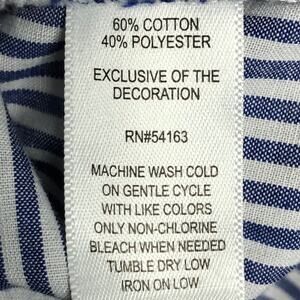 60% COTTON
40% POLYESTER
EXCLUSIVE OF THE
DECORATION
RN#54163
MACHINE WASH COLD
ON GENTLE CYCLE
WITH LIKE COLORS
ONLY NON-CHLORINE
BLEACH WHEN NEEDED
TUMBLE DRY LOW
IRON ON LOW